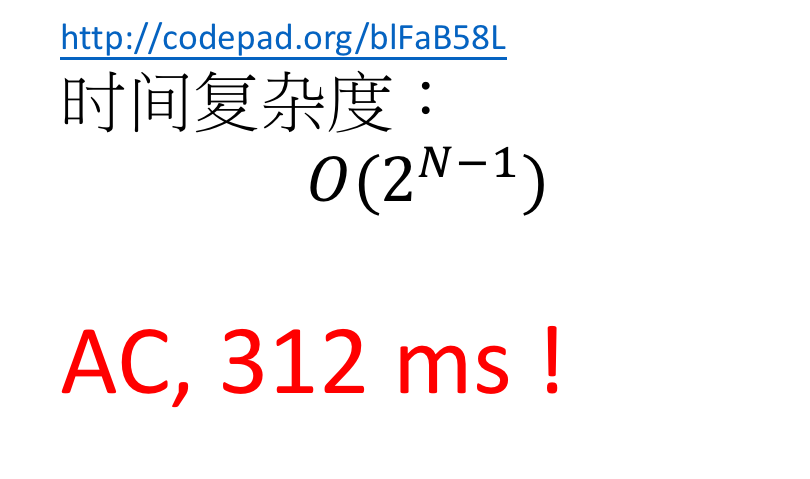 http://codepad.org/blFaB58L
时间复杂度：
O(2^{N-1})
AC, 312 ms !